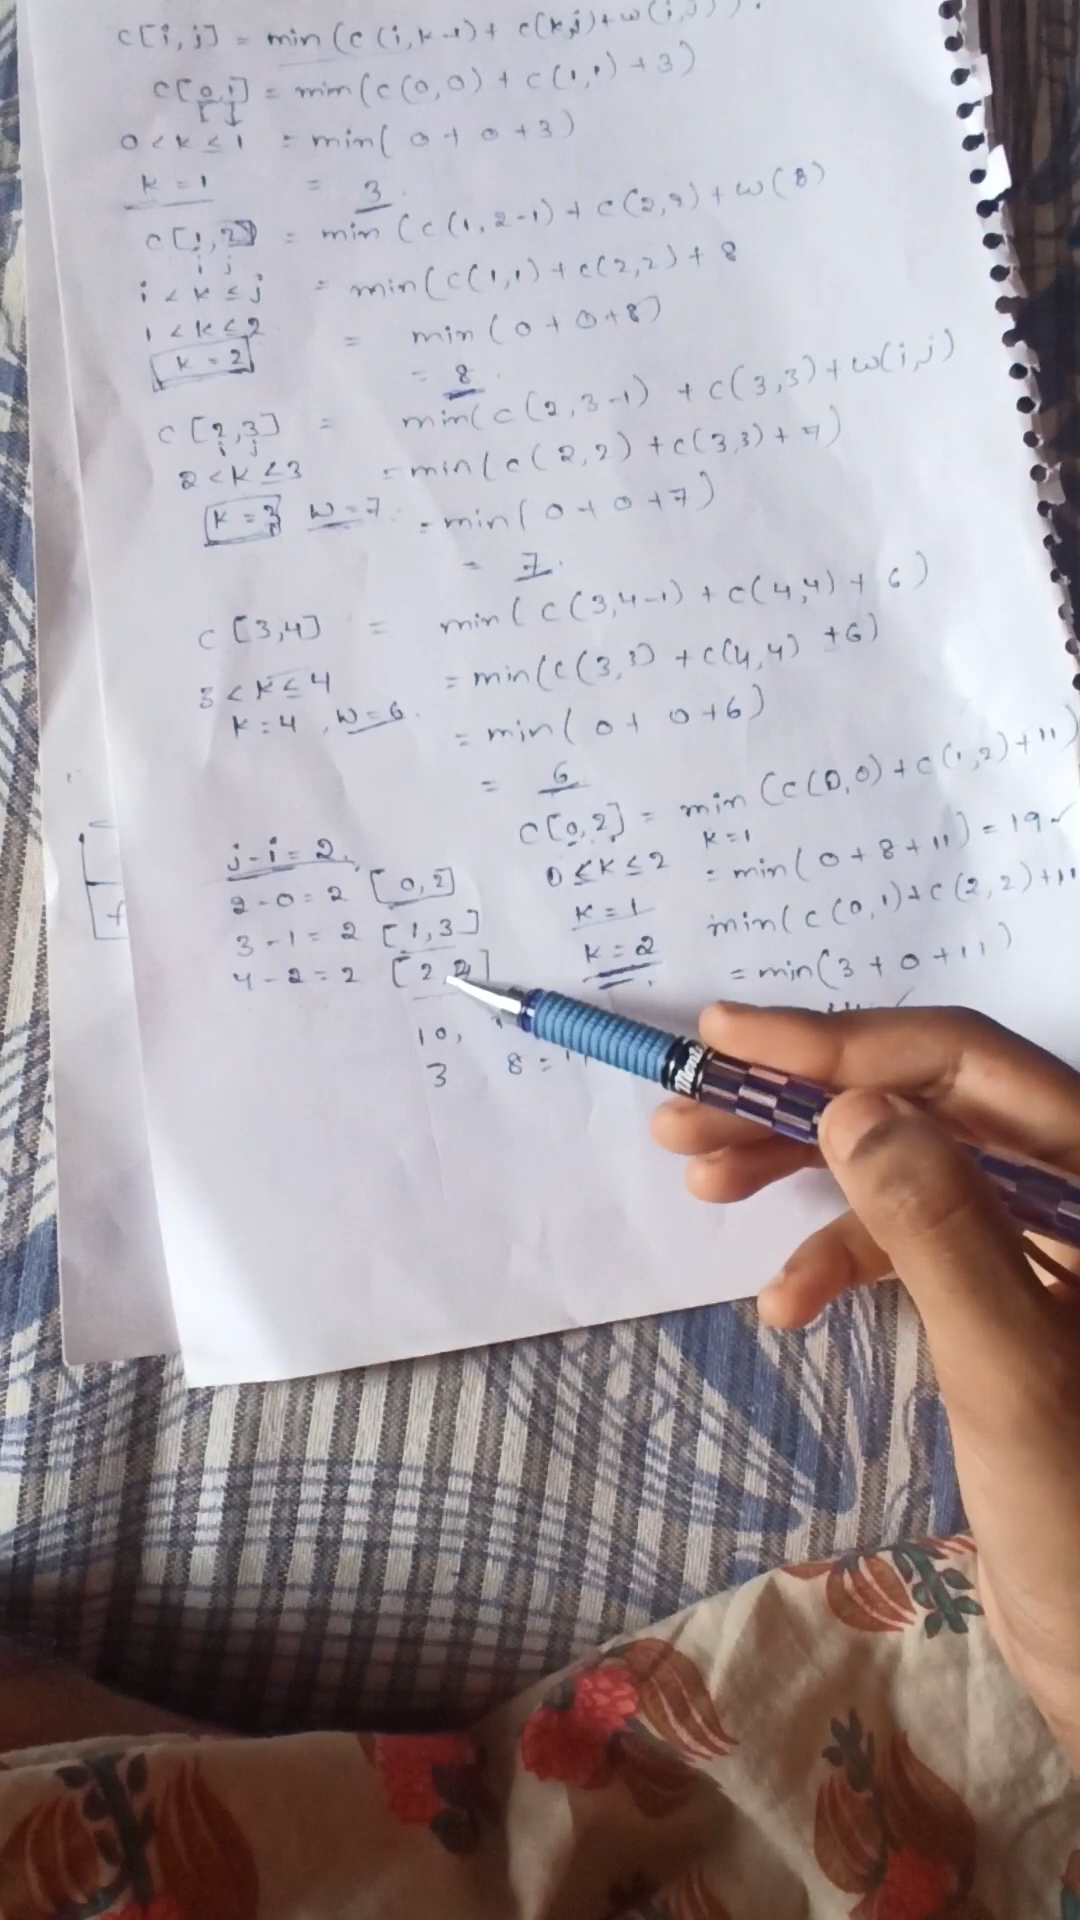 c[i,j] = min(c(i,k-1) + c(k,j) + w(i,j)).
c[0,1] = min(c(0,0) + c(1,1) + 3)
i j
0 < k ≤ 1 = min(0 + 0 + 3)
k = 1 = 3
c[1,2] = min(c(1,2-1) + c(2,2) + w(8)
i j
i < k ≤ j = min(c(1,1) + c(2,2) + 8
1 < k ≤ 2 = min(0 + 0 + 8)
k = 2
= 8
c[2,3] = min(c(2,3-1) + c(3,3) + w(i,j)
i j
2 < k ≤ 3 = min(c(2,2) + c(3,3) + 7)
k = 3 w = 7 = min(0 + 0 + 7)
= 7.
c[3,4] = min(c(3,4-1) + c(4,4) + 6)
3 < k ≤ 4 = min(c(3,3) + c(4,4) + 6)
k = 4, w = 6 = min(0 + 0 + 6)
= 6
j - i = 2.
2 - 0 = 2 [0,2]
3 - 1 = 2 [1,3]
4 - 2 = 2 [2,4]
c[0,2] = min(c(0,0) + c(1,2) + 11)
k = 1
0 ≤ k ≤ 2 = min(0 + 8 + 11) = 19 ✓
k = 1 min(c(0,1) + c(2,2) + 11
k = 2 = min(3 + 0 + 11)
10,
3 8 =